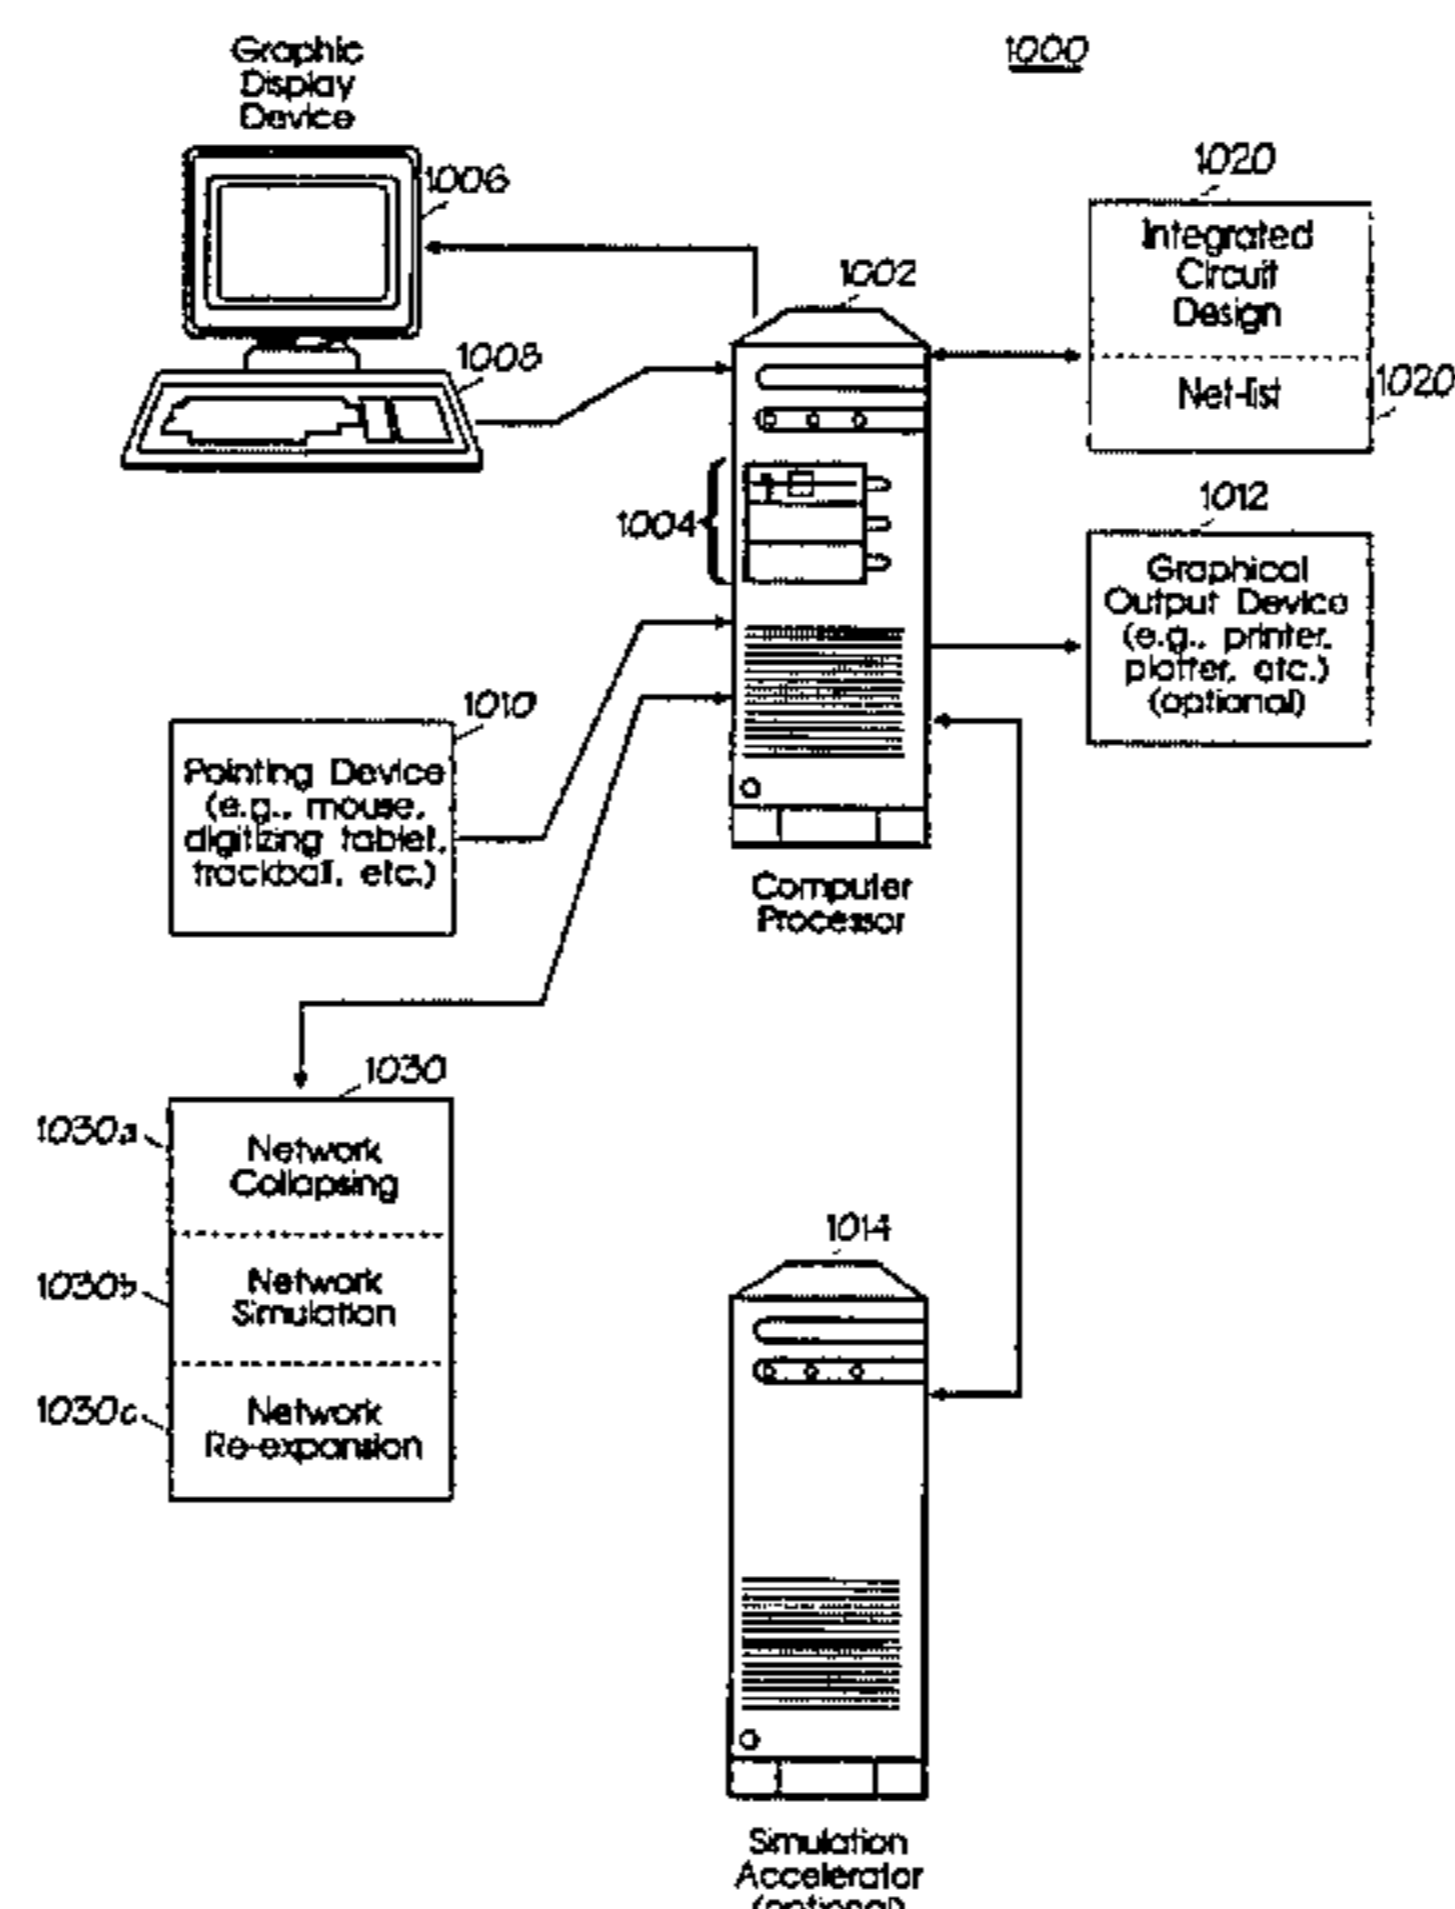 Graphic
Display
Device
1000
1006
1020
Integrated
Circuit
Design
1002
1008
Net-list
1020
1004
1012
Graphical
Output Device
(e.g., printer,
plotter, etc.)
(optional)
1010
Pointing Device
(e.g., mouse,
digitizing tablet,
trackball, etc.)
Computer
Processor
1030
1030a
Network
Collapsing
1030b
Network
Simulation
1030c
Network
Re-expansion
1014
Simulation
Accelerator
(optional)